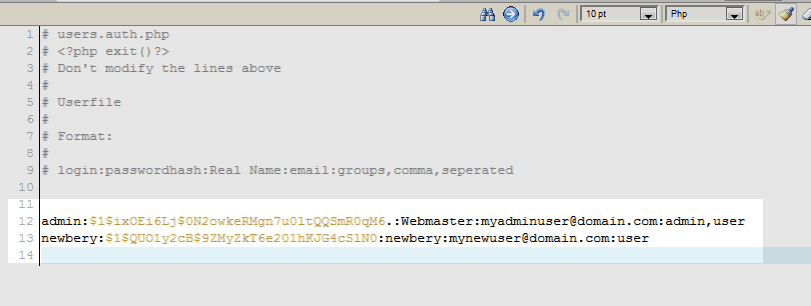 10 pt Php
1 # users.auth.php
2 # <?php exit()?>
3 # Don't modify the lines above
4 #
5 # Userfile
6 #
7 # Format:
8 #
9 # login:passwordhash:Real Name:email:groups,comma,seperated
10
11
12 admin:$1$ixOEi6Lj$0N2owkeRMgn7u0ltQQSmR0qM6.:Webmaster:myadminuser@domain.com:admin,user
13 newbery:$1$QUO1y2cB$9ZMyZkT6e201hKJG4cSlN0:newbery:mynewuser@domain.com:user
14